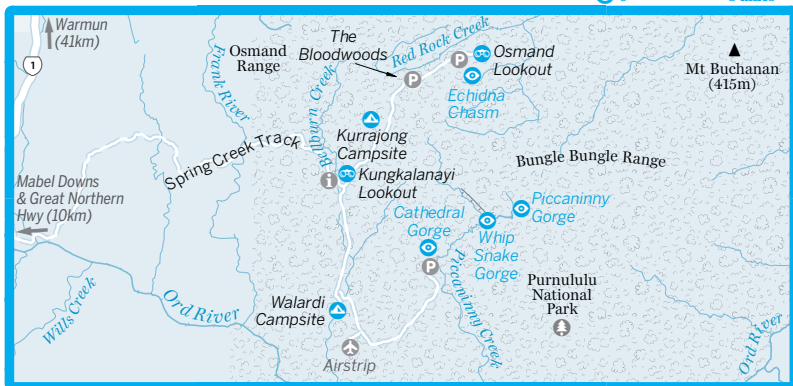 Warmun
(41km)
1
Osmand
Range
Frank River
The
Bloodwoods
Red Rock Creek
P
P
Osmand
Lookout
Echidna
Chasm
Mt Buchanan
(415m)
Bellburn Creek
Kurrajong
Campsite
Spring Creek Track
Bungle Bungle Range
i
Kungkalanayi
Lookout
Mabel Downs
& Great Northern
Hwy (10km)
Cathedral
Gorge
Piccaninny
Gorge
Whip
Snake
Gorge
P
Piccaninny Creek
Purnululu
National
Park
Wills Creek
Ord River
Walardi
Campsite
Airstrip
Ord River